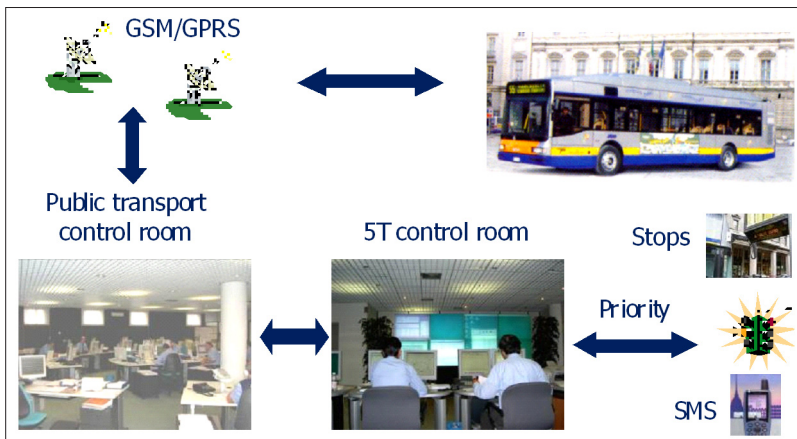 GSM/GPRS
Public transport
control room
5T control room
Stops
Priority
SMS